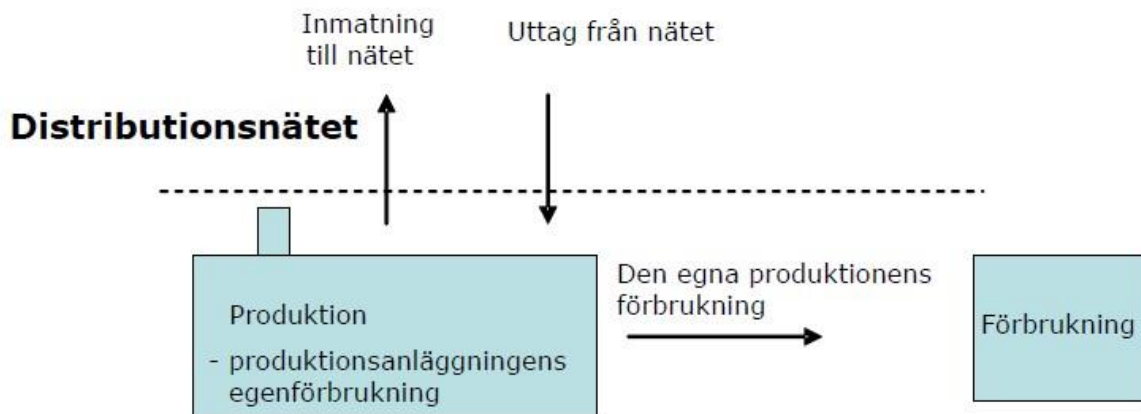 Inmatning
till nätet
Uttag från nätet
Distributionsnätet
Den egna produktionens
förbrukning
Produktion
- produktionsanläggningens
egenförbrukning
Förbrukning